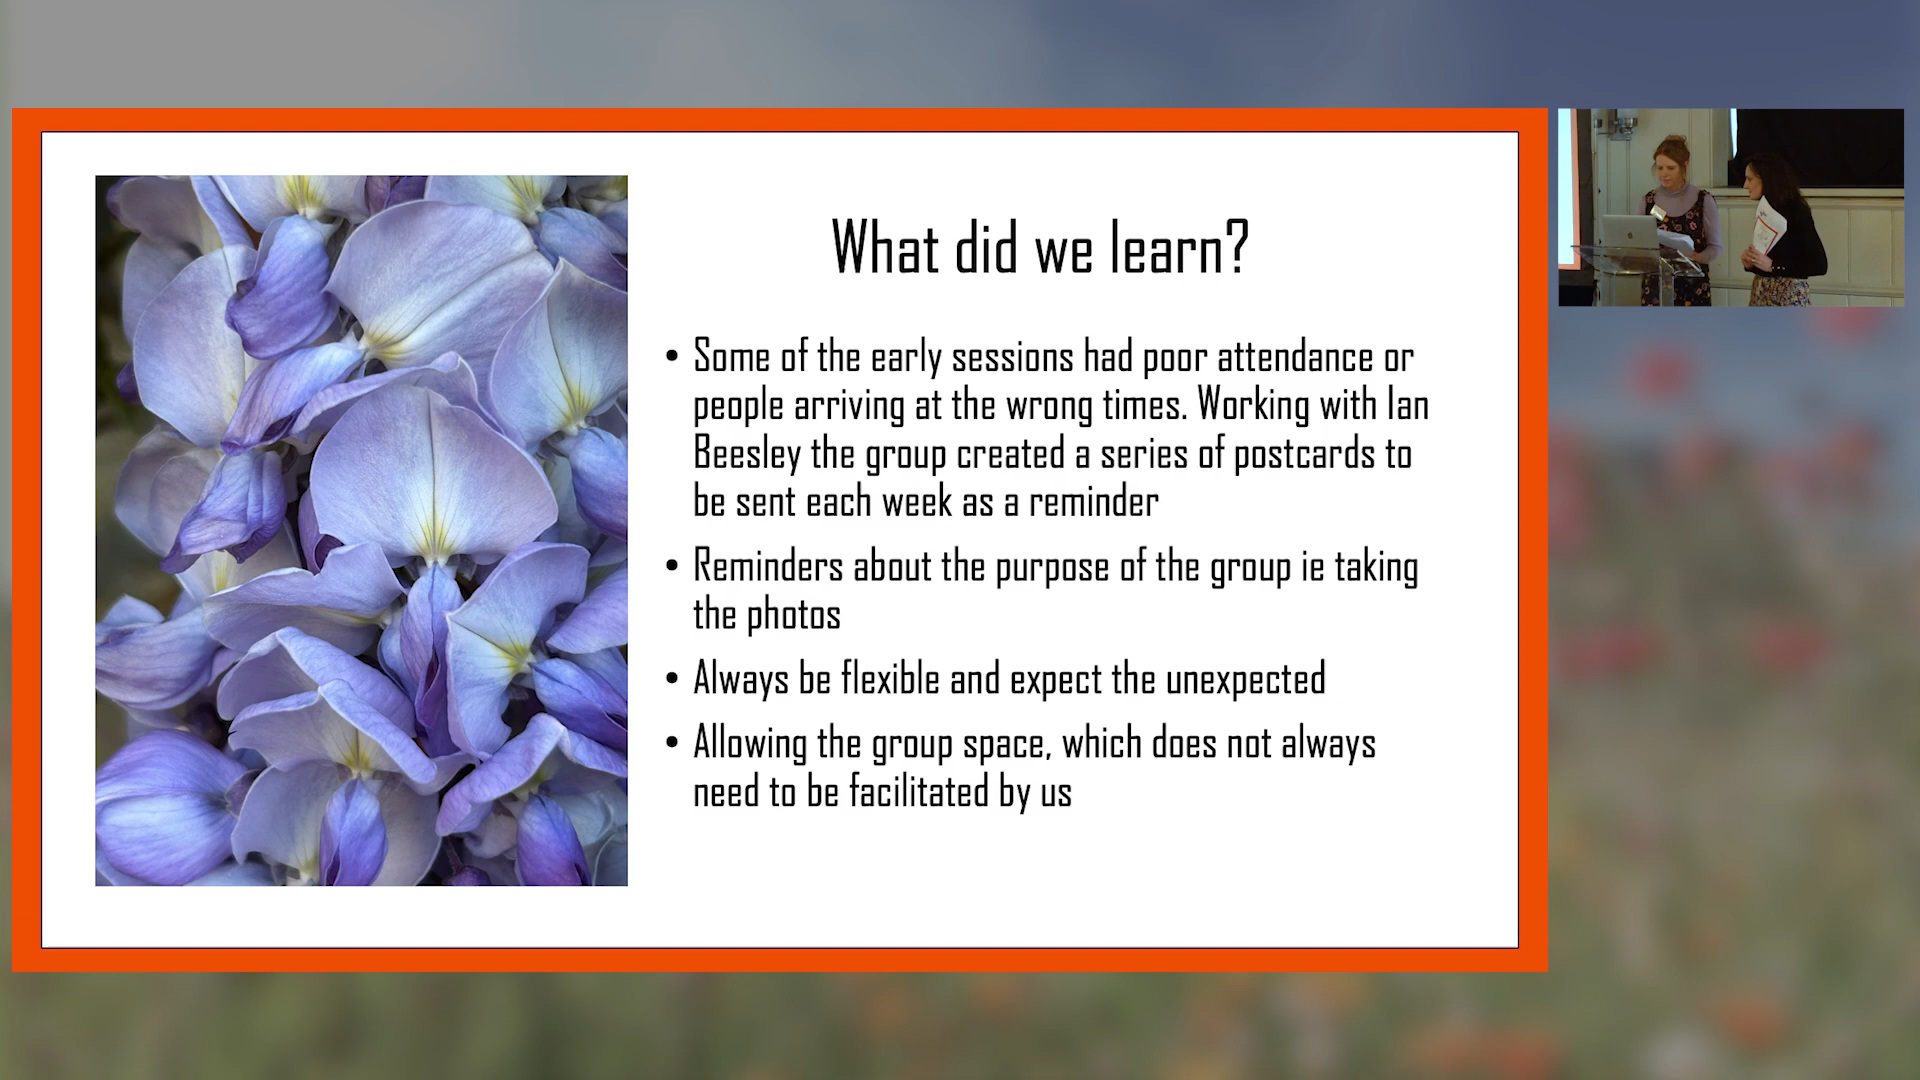 What did we learn?
• Some of the early sessions had poor attendance or
people arriving at the wrong times. Working with Ian
Beesley the group created a series of postcards to
be sent each week as a reminder
• Reminders about the purpose of the group ie taking
the photos
• Always be flexible and expect the unexpected
• Allowing the group space, which does not always
need to be facilitated by us